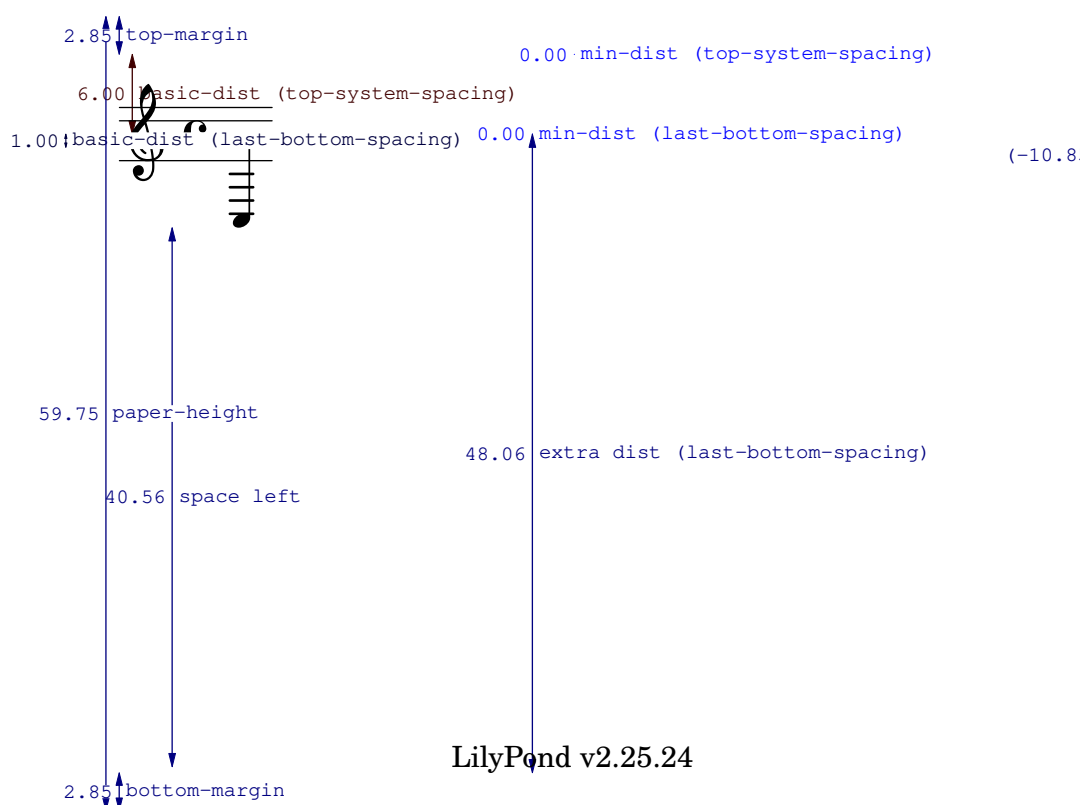 2.85 top-margin
0.00 min-dist (top-system-spacing)
6.00 basic-dist (top-system-spacing)
1.00 basic-dist (last-bottom-spacing)
0.00 min-dist (last-bottom-spacing)
(-10.8
59.75 paper-height
48.06 extra dist (last-bottom-spacing)
40.56 space left
LilyPond v2.25.24
2.85 bottom-margin